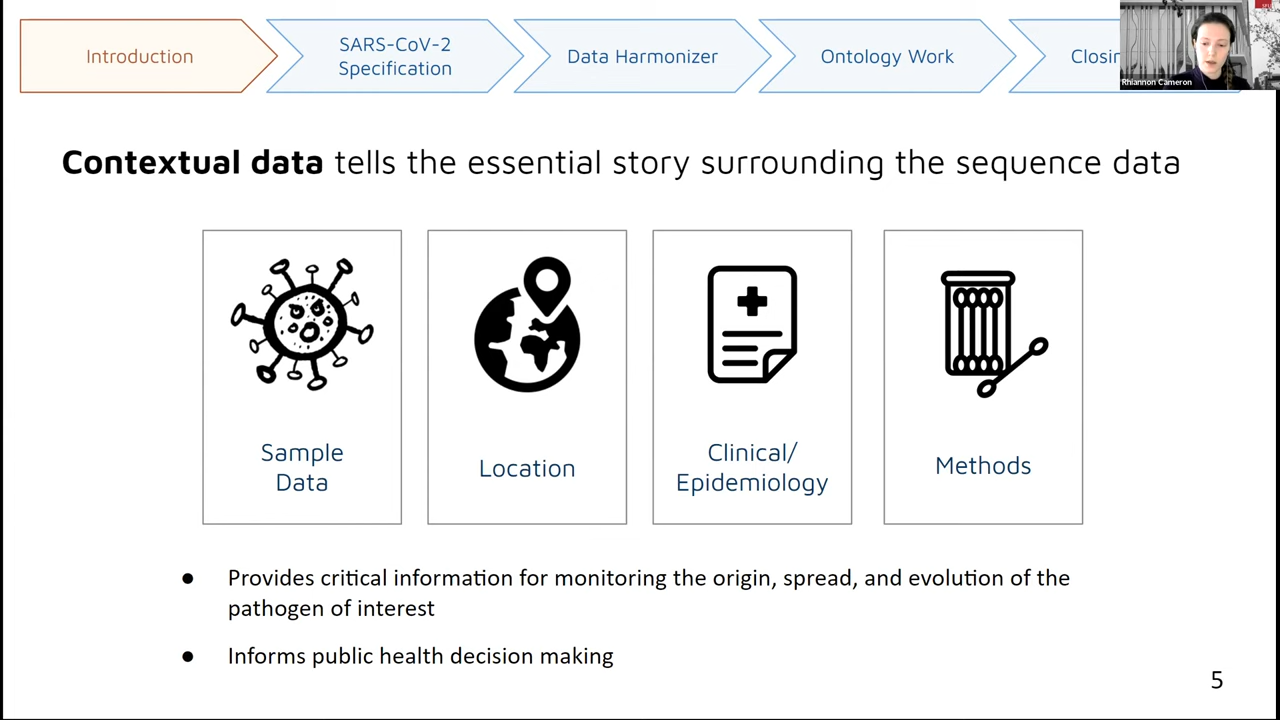 Introduction
SARS-CoV-2
Specification
Data Harmonizer
Ontology Work
Rhiannon Cameron
Contextual data tells the essential story surrounding the sequence data
Sample
Data
Location
Clinical/
Epidemiology
Methods
● Provides critical information for monitoring the origin, spread, and evolution of the
pathogen of interest
● Informs public health decision making
5